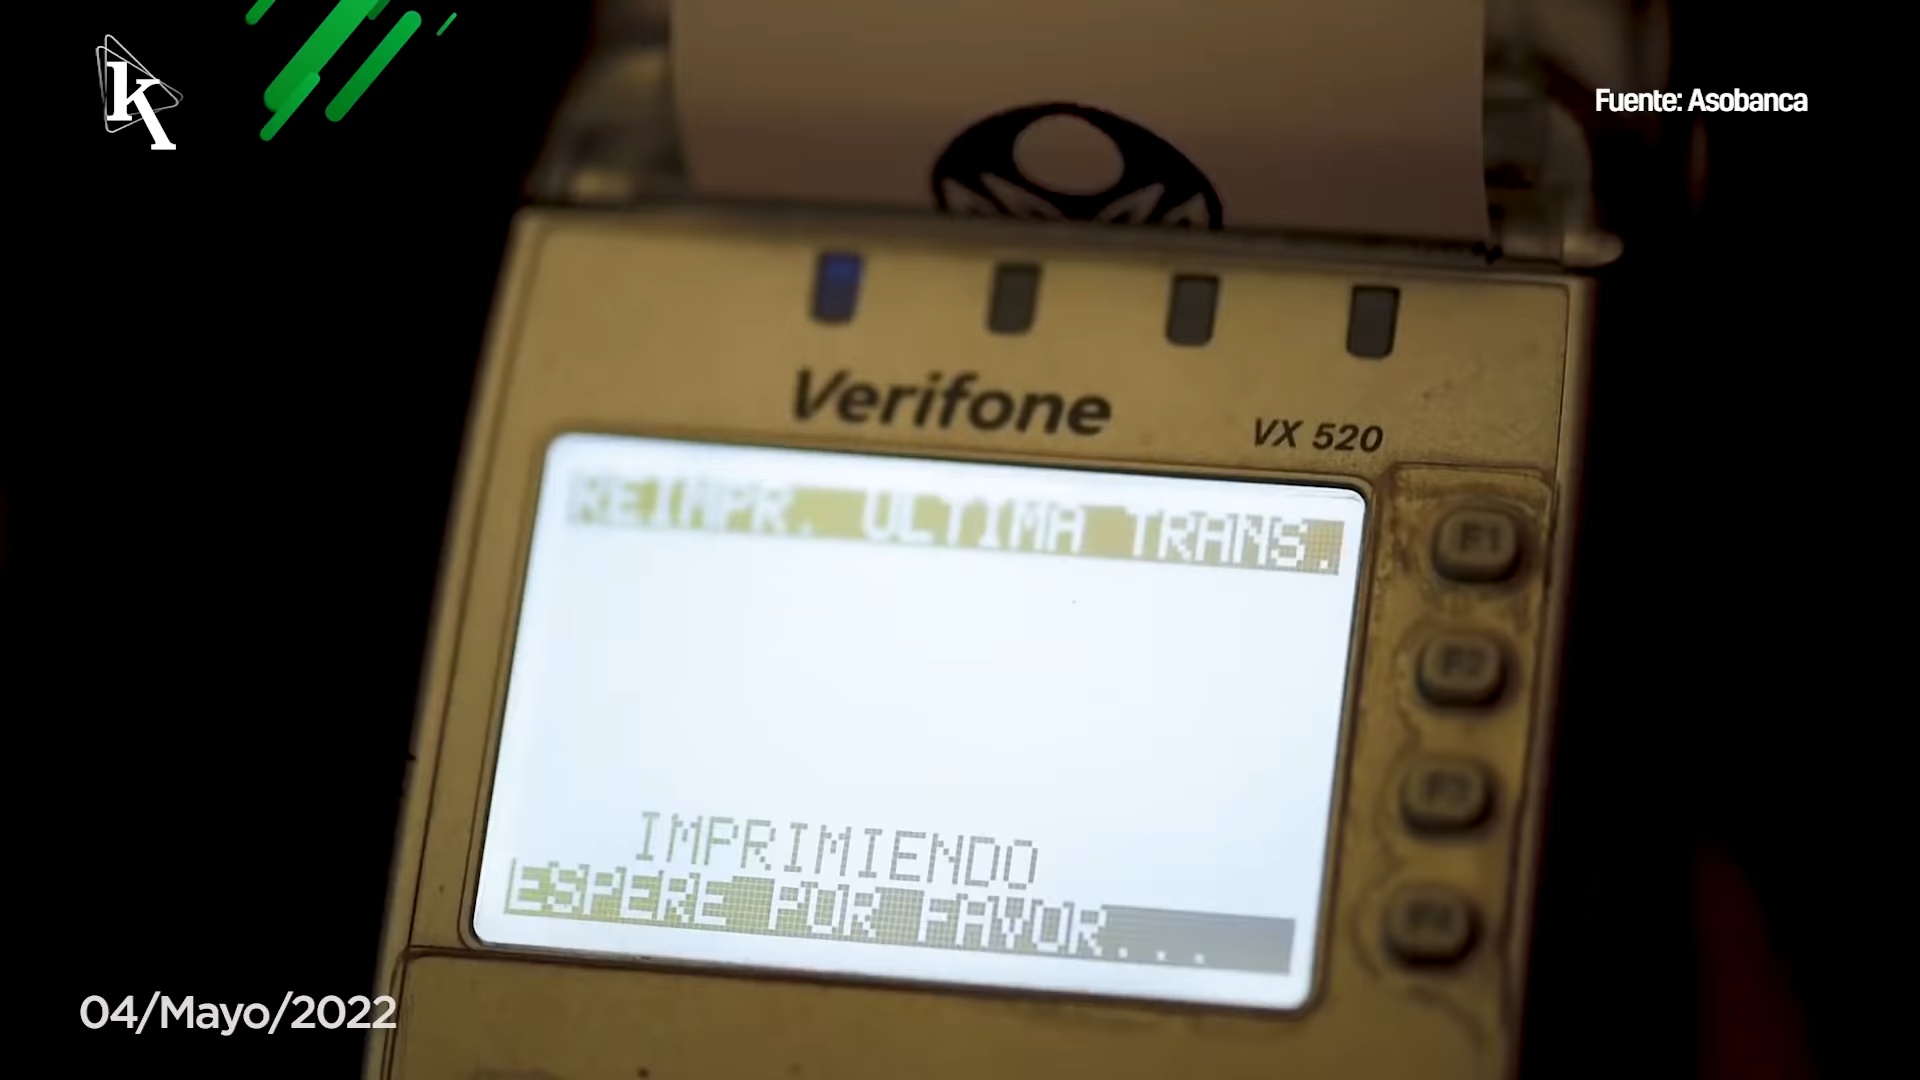 k
Fuente: Asobanca
Verifone
VX 520
REIMPR. ULTIMA TRANS.
F1
F2
F3
F4
IMPRIMIENDO
ESPERE POR FAVOR...
04/Mayo/2022